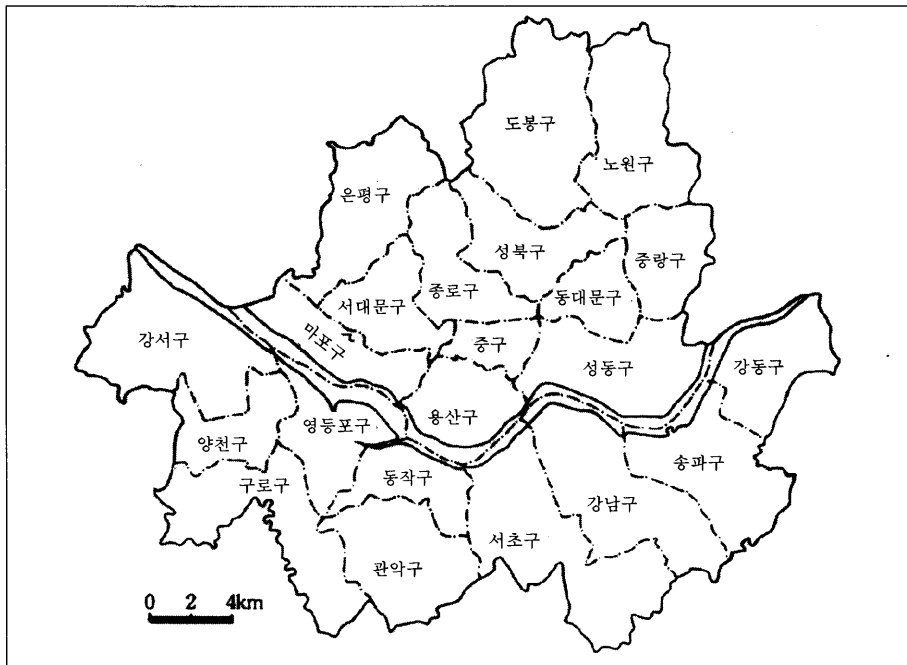 도봉구
노원구
은평구
성북구
중랑구
서대문구
종로구
동대문구
마포구
중구
강서구
성동구
강동구
용산구
영등포구
양천구
송파구
동작구
구로구
강남구
서초구
관악구
0 2 4km